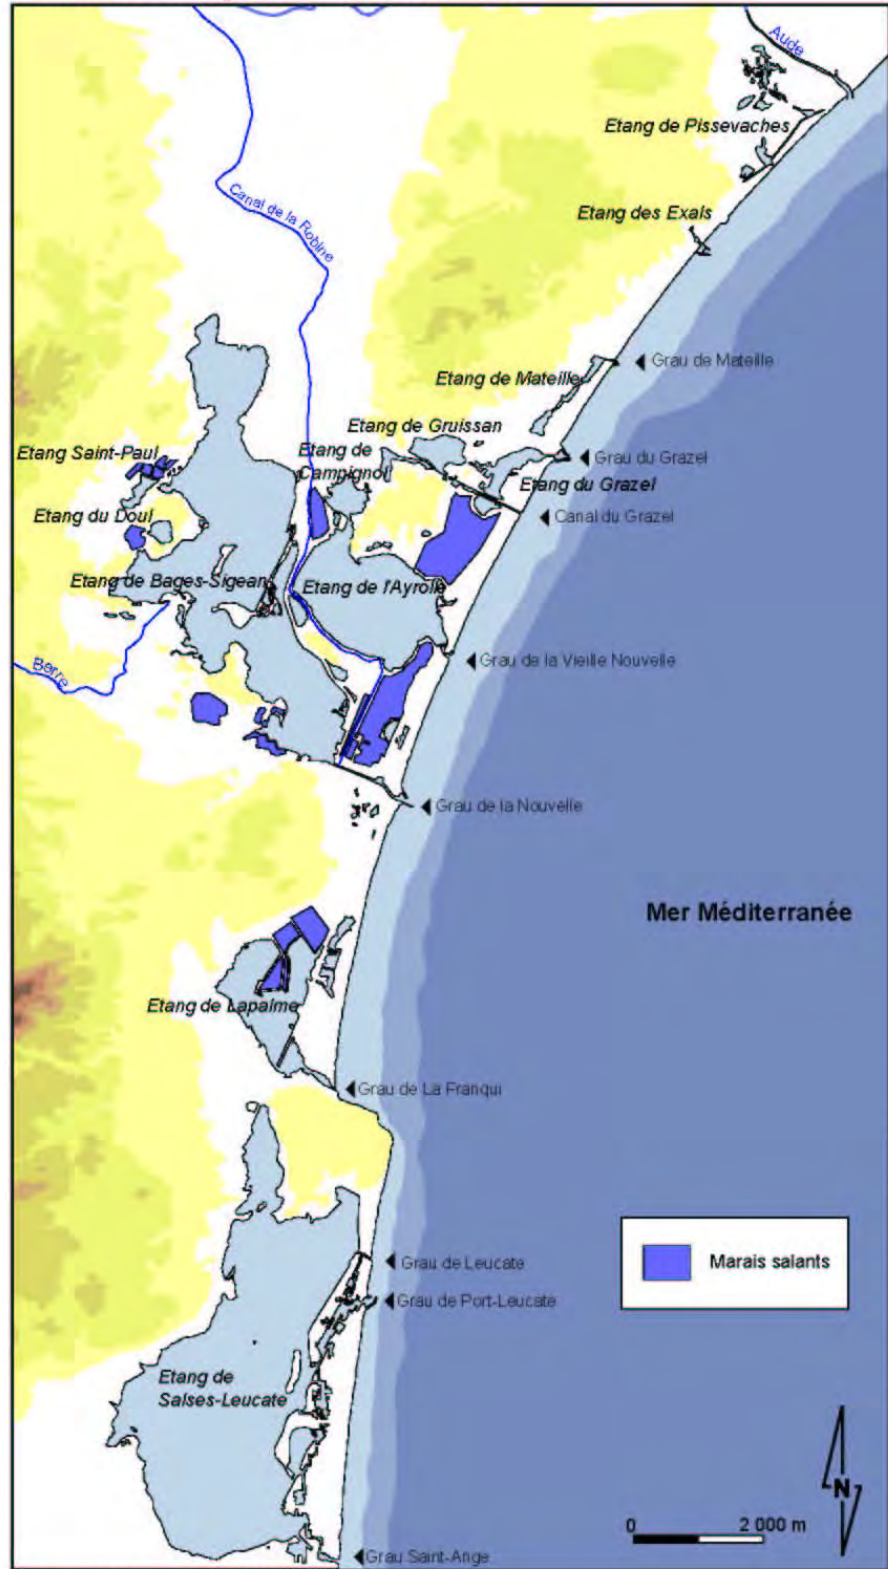 Aude
Etang de Pissevaches
Etang des Exals
Canal de la Robine
Grau de Mateille
Etang de Mateille
Etang de Gruissan
Etang Saint-Paul
Etang de
Campignol
Grau du Grazel
Etang du Grazel
Etang du Doul
Canal du Grazel
Etang de Bages-Sigean
Etang de l'Ayrolle
Berre
Grau de la Vieille Nouvelle
Grau de la Nouvelle
Mer Méditerranée
Etang de Lapalme
Grau de La Franqui
Grau de Leucate
Marais salants
Grau de Port-Leucate
Etang de
Salses-Leucate
N
0 2 000 m
Grau Saint-Ange